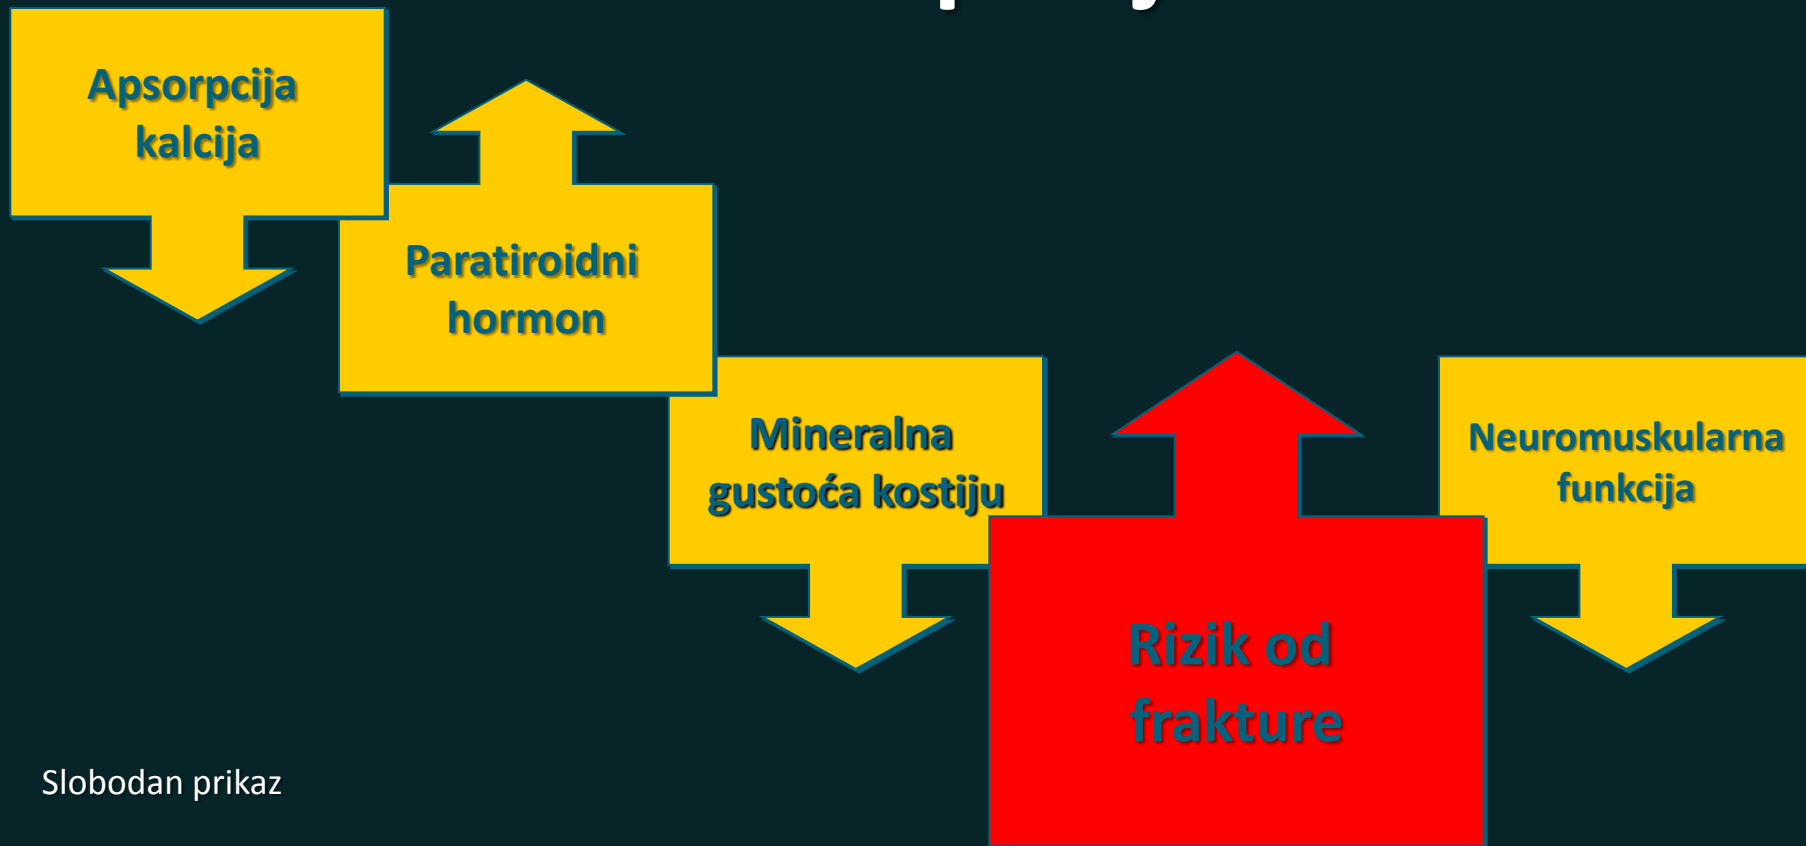 Apsorpcija
kalcija
Paratiroidni
hormon
Mineralna
gustoća kostiju
Neuromuskularna
funkcija
Rizik od
frakture
Slobodan prikaz